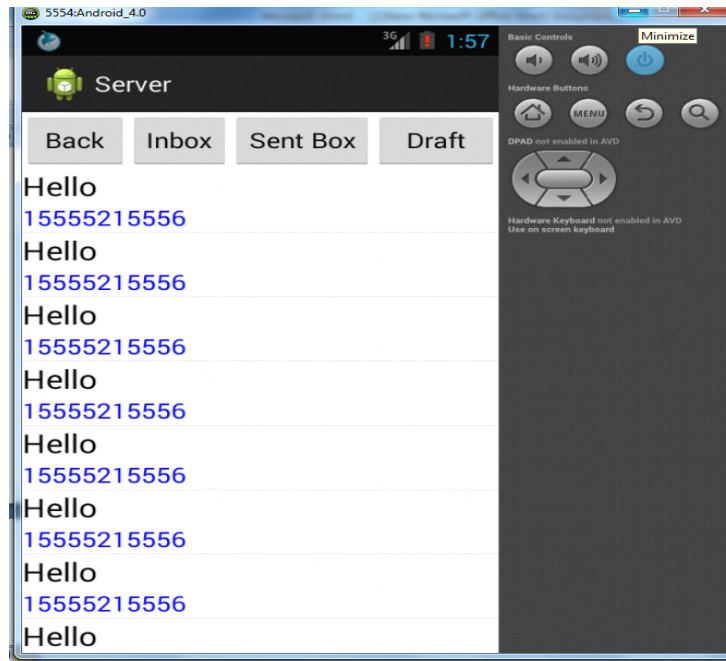 5554:Android_4.0
Minimize
3G 1:57
Server
Back Inbox Sent Box Draft
Hello
15555215556
Hello
15555215556
Hello
15555215556
Hello
15555215556
Hello
15555215556
Hello
15555215556
Hello
15555215556
Hello
Basic Controls
Hardware Buttons
MENU
DPAD not enabled in AVD
Hardware Keyboard not enabled in AVD
Use on screen keyboard